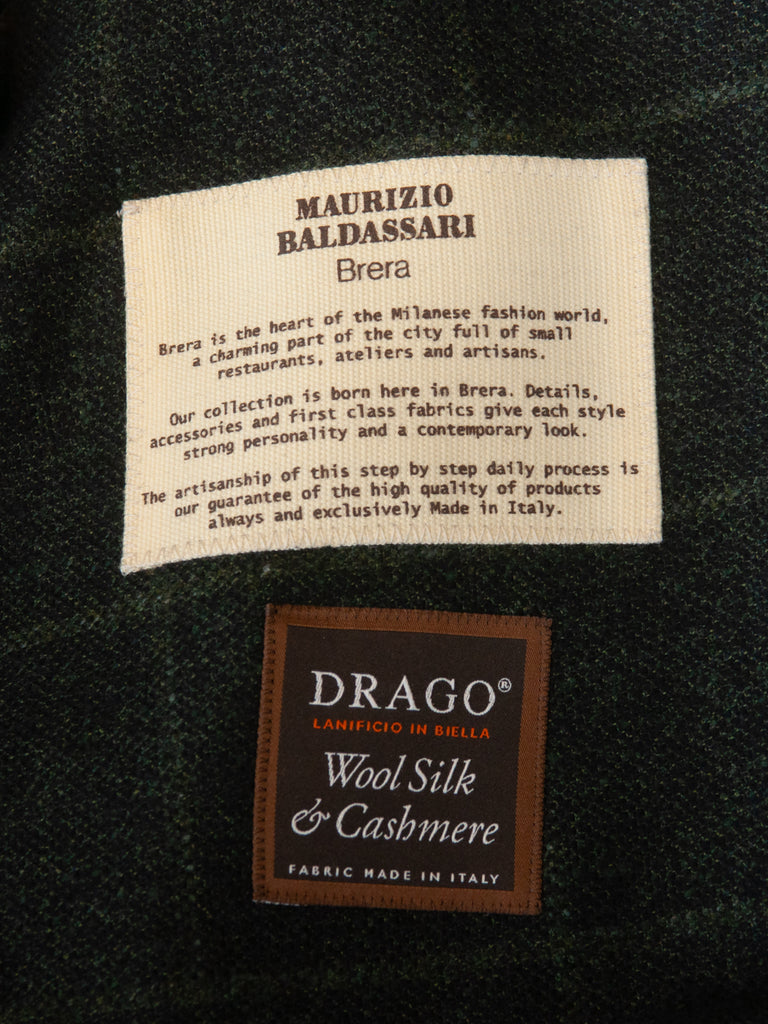 MAURIZIO
BALDASSARI
Brera
Brera is the heart of the Milanese fashion world,
a charming part of the city full of small
restaurants, ateliers and artisans.
Our collection is born here in Brera. Details,
accessories and first class fabrics give each style
strong personality and a contemporary look.
The artisanship of this step by step daily process is
our guarantee of the high quality of products
always and exclusively Made in Italy.
DRAGO®
LANIFICIO IN BIELLA
Wool Silk
& Cashmere
FABRIC MADE IN ITALY